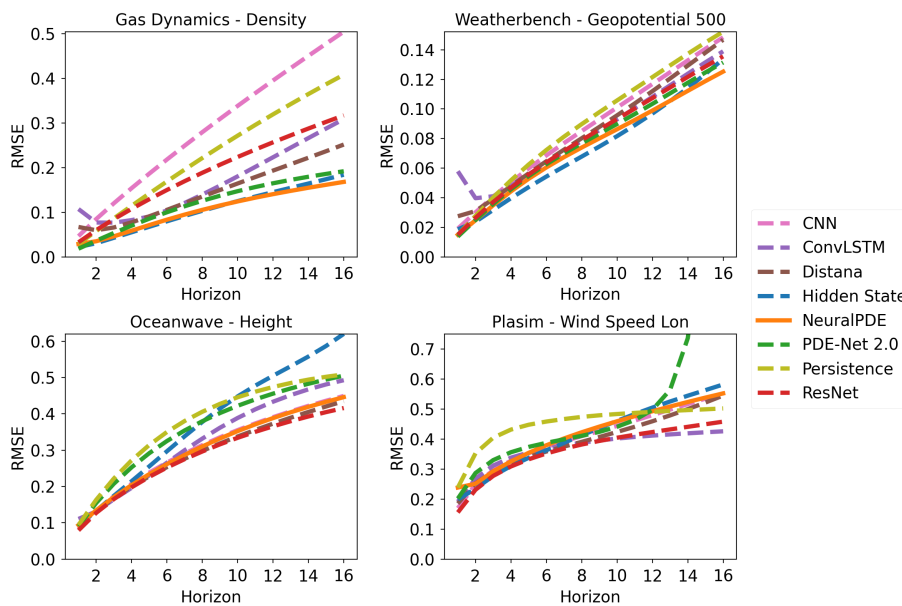 Gas Dynamics - Density
0.5
0.4
0.3
0.2
0.1
0.0
RMSE
2 4 6 8 10 12 14 16
Horizon
Weatherbench - Geopotential 500
0.14
0.12
0.10
0.08
0.06
0.04
0.02
0.00
RMSE
2 4 6 8 10 12 14 16
Horizon
Oceanwave - Height
0.6
0.5
0.4
0.3
0.2
0.1
0.0
RMSE
2 4 6 8 10 12 14 16
Horizon
Plasim - Wind Speed Lon
0.7
0.6
0.5
0.4
0.3
0.2
0.1
0.0
RMSE
2 4 6 8 10 12 14 16
Horizon
CNN
ConvLSTM
Distana
Hidden State
NeuralPDE
PDE-Net 2.0
Persistence
ResNet